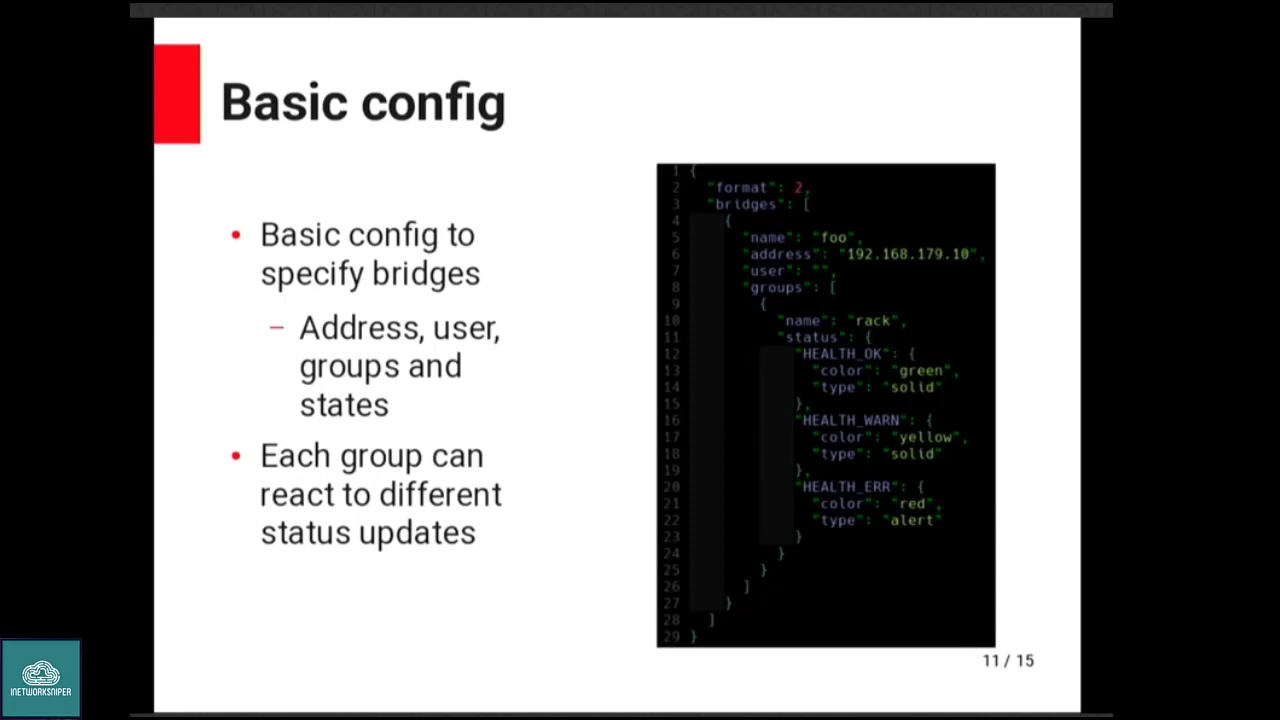 Basic config
• Basic config to
specify bridges
– Address, user,
groups and
states
• Each group can
react to different
status updates
1 {
2 "format": 2,
3 "bridges": [
4 {
5 "name": "foo",
6 "address": "192.168.179.10",
7 "user": "",
8 "groups": [
9 {
10 "name": "rack",
11 "status": {
12 "HEALTH_OK": {
13 "color": "green",
14 "type": "solid"
15 },
16 "HEALTH_WARN": {
17 "color": "yellow",
18 "type": "solid"
19 },
20 "HEALTH_ERR": {
21 "color": "red",
22 "type": "alert"
23 }
24 }
25 }
26 ]
27 }
28 ]
29 }
11 / 15
INETWORKSNIPER